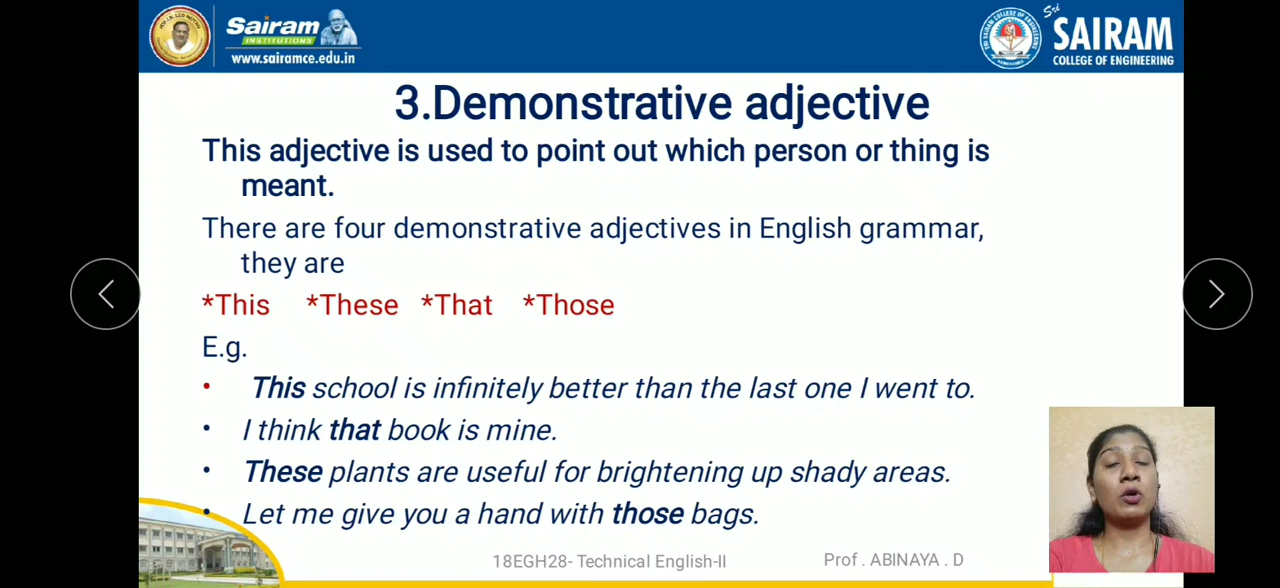 Sairam
INSTITUTIONS
www.sairamce.edu.in
Sri
SAIRAM
COLLEGE OF ENGINEERING
3.Demonstrative adjective
This adjective is used to point out which person or thing is
meant.
There are four demonstrative adjectives in English grammar,
they are
*This *These *That *Those
E.g.
• This school is infinitely better than the last one I went to.
• I think that book is mine.
• These plants are useful for brightening up shady areas.
• Let me give you a hand with those bags.
18EGH28- Technical English-II
Prof . ABINAYA . D